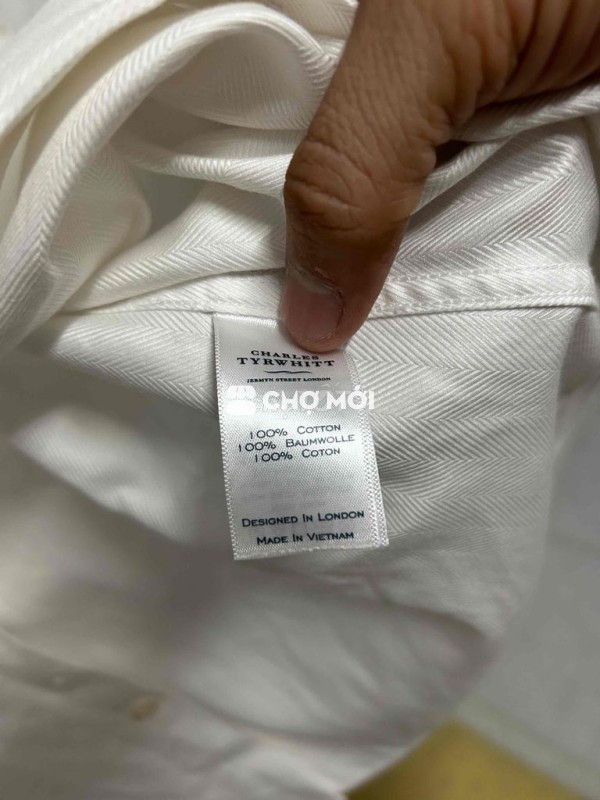 CHARLES
TYRWHITT
JERMYN STREET LONDON
CHỢ MỚI
100% COTTON
100% BAUMWOLLE
100% COTON
DESIGNED IN LONDON
MADE IN VIETNAM